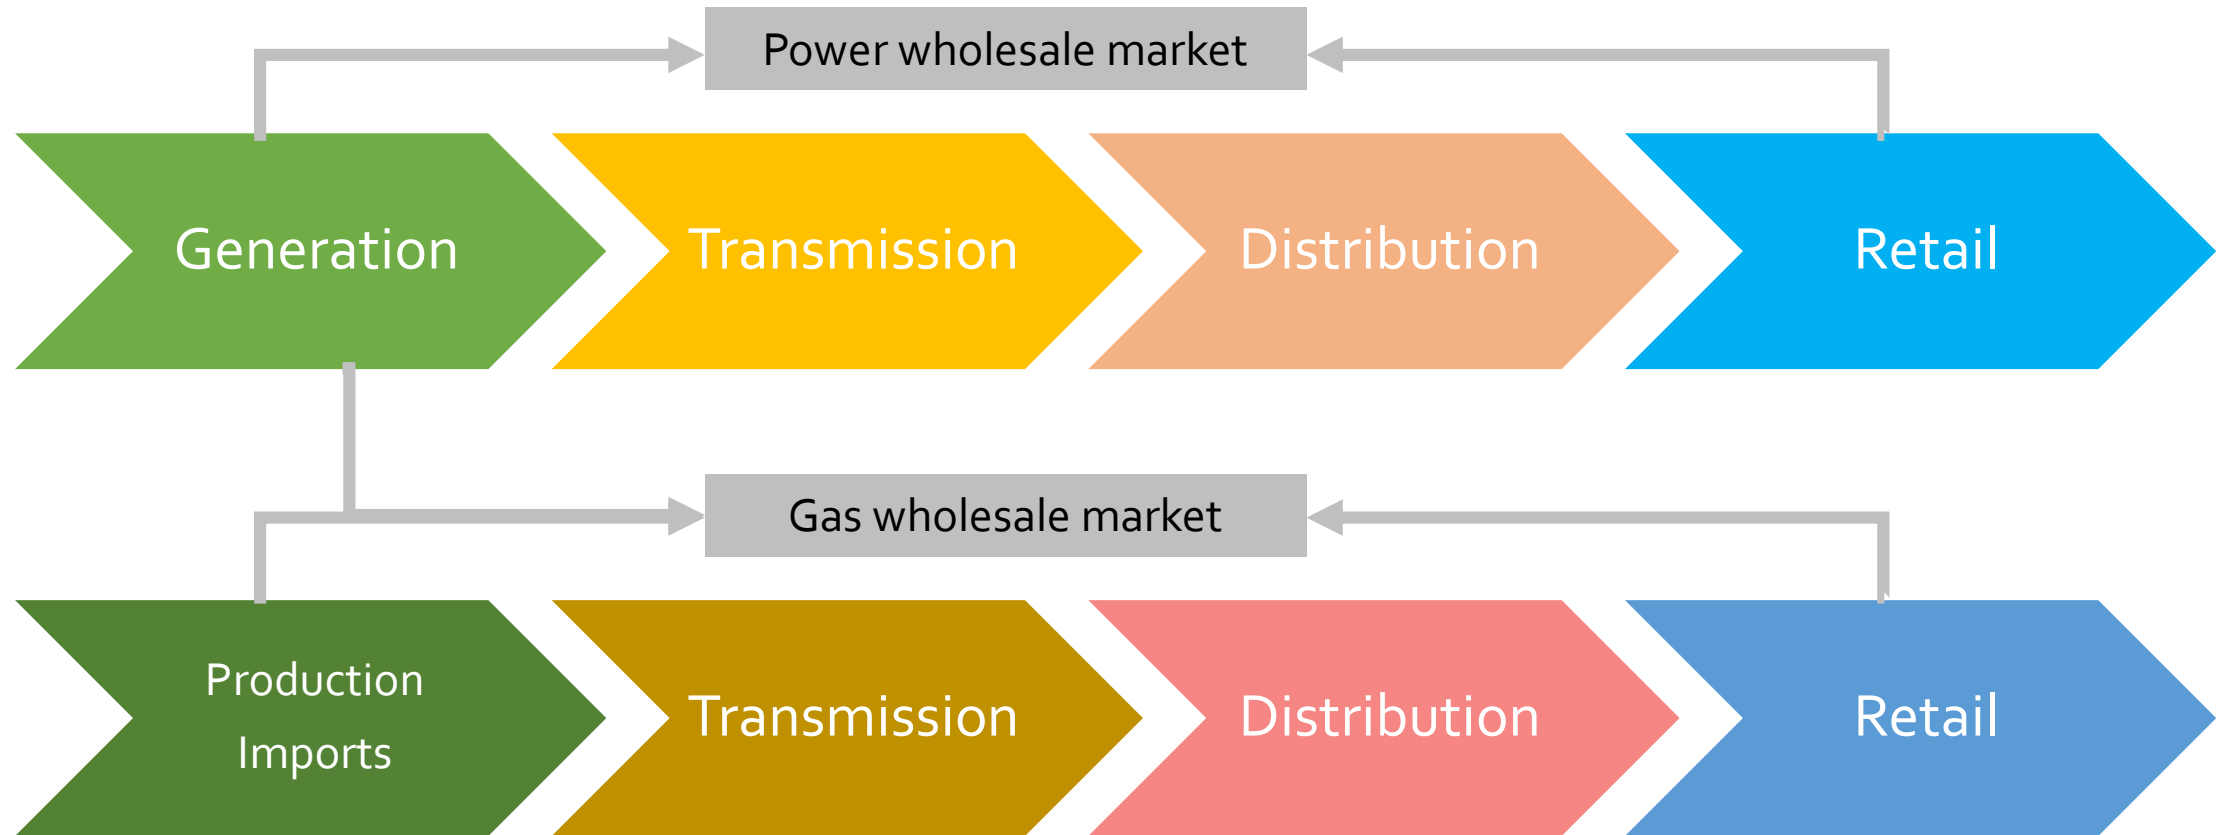 Power wholesale market
Generation
Transmission
Distribution
Retail
Gas wholesale market
Production
Imports
Transmission
Distribution
Retail